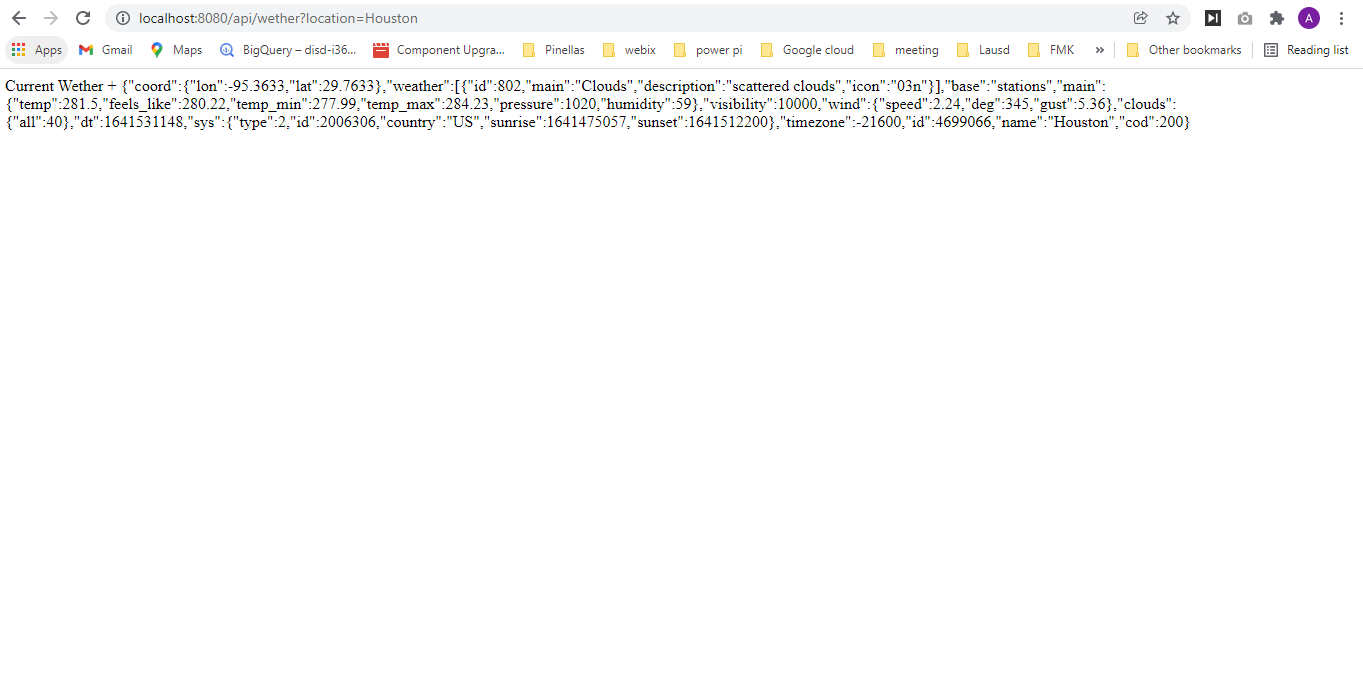 localhost:8080/api/wether?location=Houston
A
Apps Gmail Maps BigQuery – disd-i36... Component Upgra... Pinellas webix power pi Google cloud meeting Lausd FMK » Other bookmarks Reading list
Current Wether + {"coord":{"lon":-95.3633,"lat":29.7633},"weather":[{"id":802,"main":"Clouds","description":"scattered clouds","icon":"03n"}],"base":"stations","main":
{"temp":281.5,"feels_like":280.22,"temp_min":277.99,"temp_max":284.23,"pressure":1020,"humidity":59},"visibility":10000,"wind":{"speed":2.24,"deg":345,"gust":5.36},"clouds":
{"all":40},"dt":1641531148,"sys":{"type":2,"id":2006306,"country":"US","sunrise":1641475057,"sunset":1641512200},"timezone":-21600,"id":4699066,"name":"Houston","cod":200}